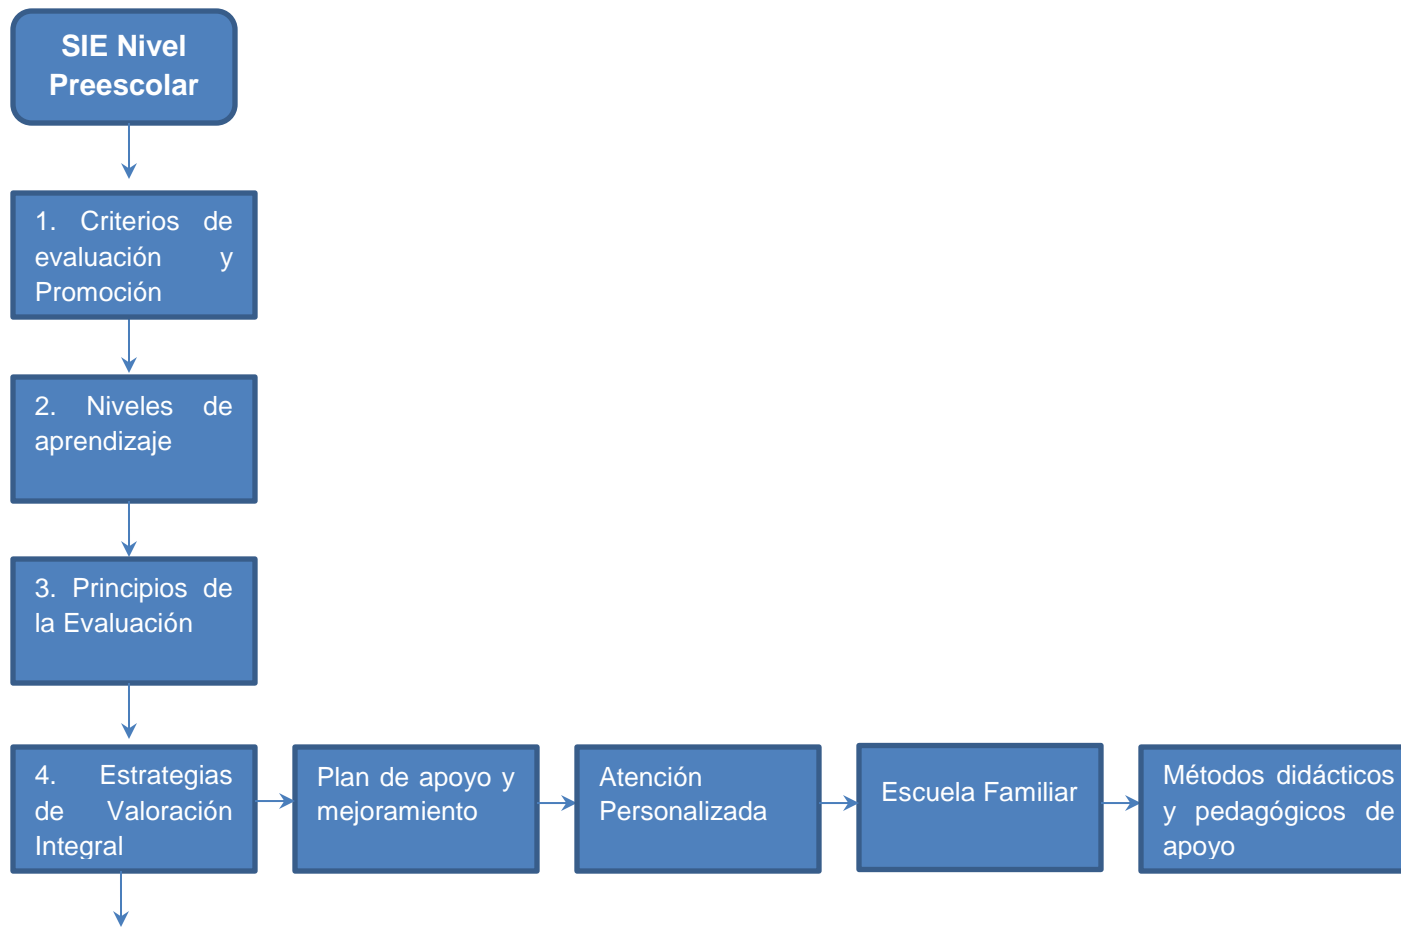 SIE Nivel
Preescolar
1. Criterios de
evaluación y
Promoción
2. Niveles de
aprendizaje
3. Principios de
la Evaluación
4. Estrategias
de Valoración
Integral
Plan de apoyo y
mejoramiento
Atención
Personalizada
Escuela Familiar
Métodos didácticos
y pedagógicos de
apoyo